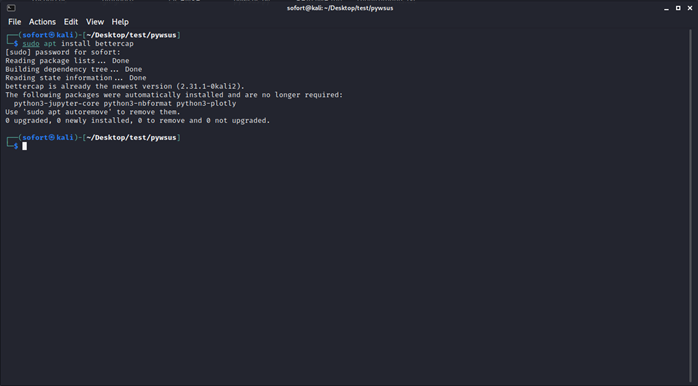 sofort@kali: ~/Desktop/test/pywsus
File Actions Edit View Help
┌──(sofort㉿kali)-[~/Desktop/test/pywsus]
└─$ sudo apt install bettercap
[sudo] password for sofort:
Reading package lists... Done
Building dependency tree... Done
Reading state information... Done
bettercap is already the newest version (2.31.1-0kali2).
The following packages were automatically installed and are no longer required:
  python3-jupyter-core python3-nbformat python3-plotly
Use 'sudo apt autoremove' to remove them.
0 upgraded, 0 newly installed, 0 to remove and 0 not upgraded.
┌──(sofort㉿kali)-[~/Desktop/test/pywsus]
└─$